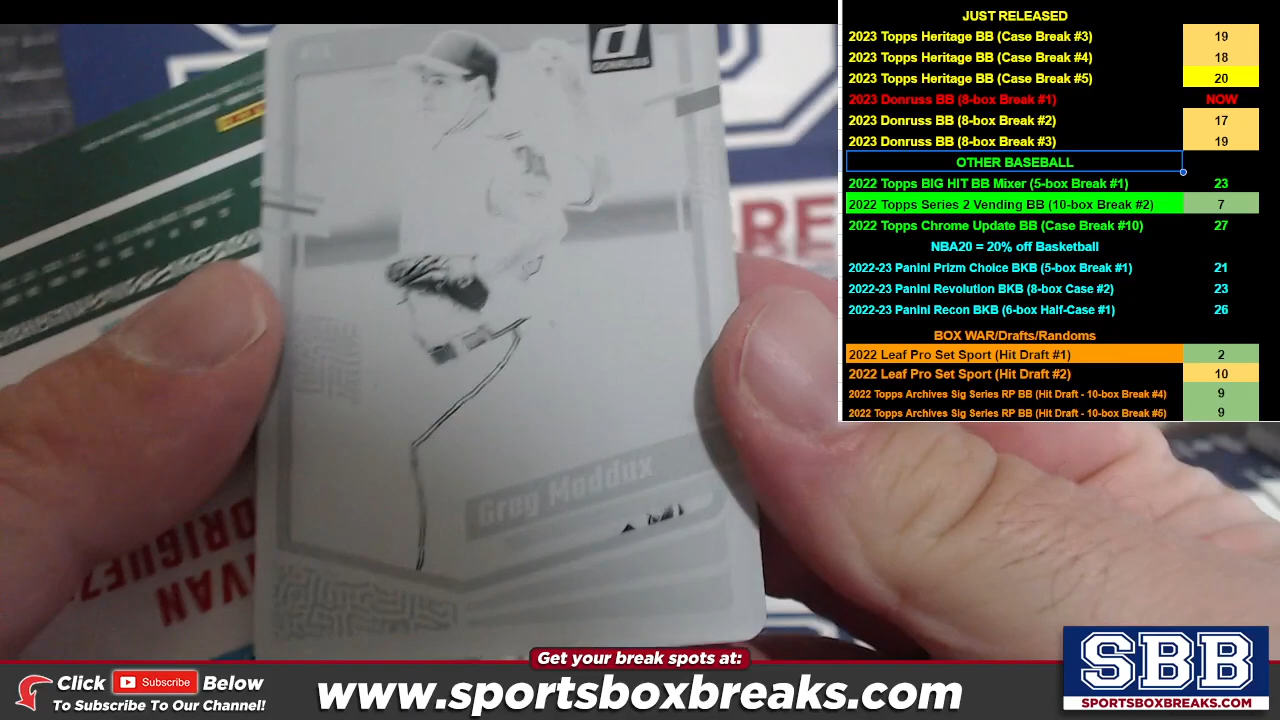 DONRUSS
Greg Maddux
IVAN
RODRIGUEZ
JUST RELEASED
2023 Topps Heritage BB (Case Break #3) 19
2023 Topps Heritage BB (Case Break #4) 18
2023 Topps Heritage BB (Case Break #5) 20
2023 Donruss BB (8-box Break #1) NOW
2023 Donruss BB (8-box Break #2) 17
2023 Donruss BB (8-box Break #3) 19
OTHER BASEBALL
2022 Topps BIG HIT BB Mixer (5-box Break #1) 23
2022 Topps Series 2 Vending BB (10-box Break #2) 7
2022 Topps Chrome Update BB (Case Break #10) 27
NBA20 = 20% off Basketball
2022-23 Panini Prizm Choice BKB (5-box Break #1) 21
2022-23 Panini Revolution BKB (8-box Case #2) 23
2022-23 Panini Recon BKB (6-box Half-Case #1) 26
BOX WAR/Drafts/Randoms
2022 Leaf Pro Set Sport (Hit Draft #1) 2
2022 Leaf Pro Set Sport (Hit Draft #2) 10
2022 Topps Archives Sig Series RP BB (Hit Draft - 10-box Break #4) 9
2022 Topps Archives Sig Series RP BB (Hit Draft - 10-box Break #5) 9
Get your break spots at:
Click Subscribe Below
To Subscribe To Our Channel!
www.sportsboxbreaks.com
SBB
SPORTSBOXBREAKS.COM